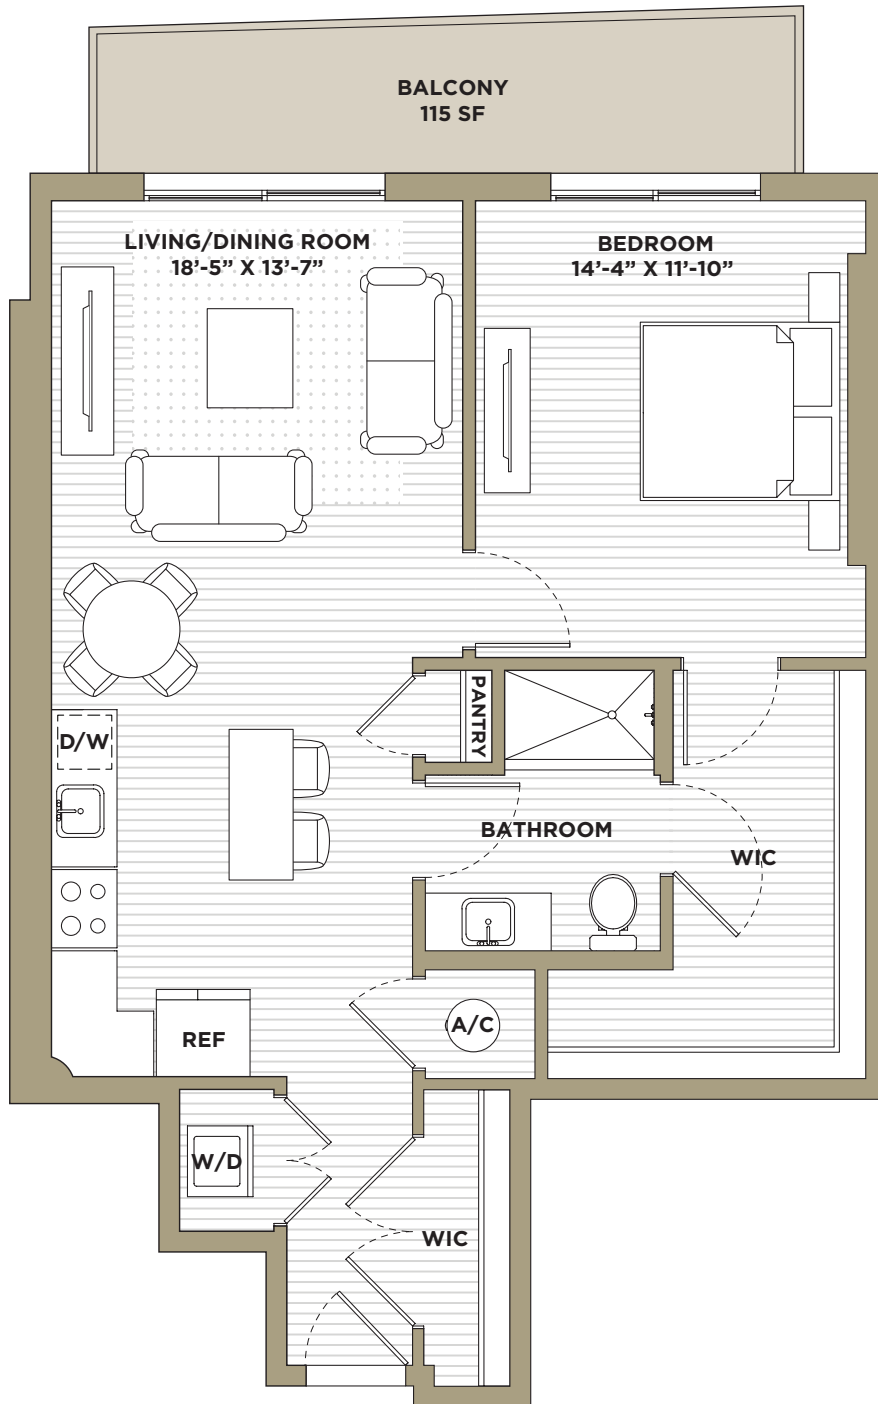 BALCONY
115 SF
LIVING/DINING ROOM
18’-5” X 13’-7”
BEDROOM
14’-4” X 11’-10”
PANTRY
D/W
BATHROOM
WIC
A/C
REF
W/D
WIC